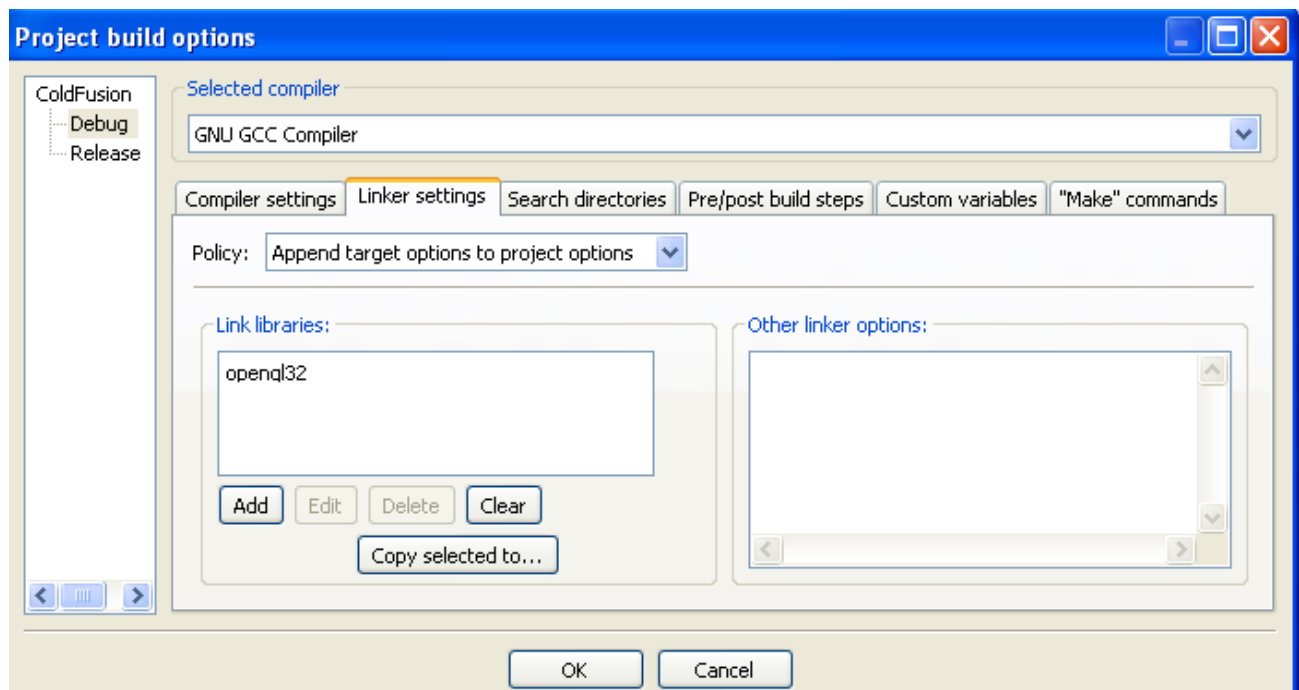 Project build options
ColdFusion
Debug
Release
Selected compiler
GNU GCC Compiler
Compiler settings
Linker settings
Search directories
Pre/post build steps
Custom variables
"Make" commands
Policy:
Append target options to project options
Link libraries:
opengl32
Add
Edit
Delete
Clear
Copy selected to...
Other linker options:
OK
Cancel